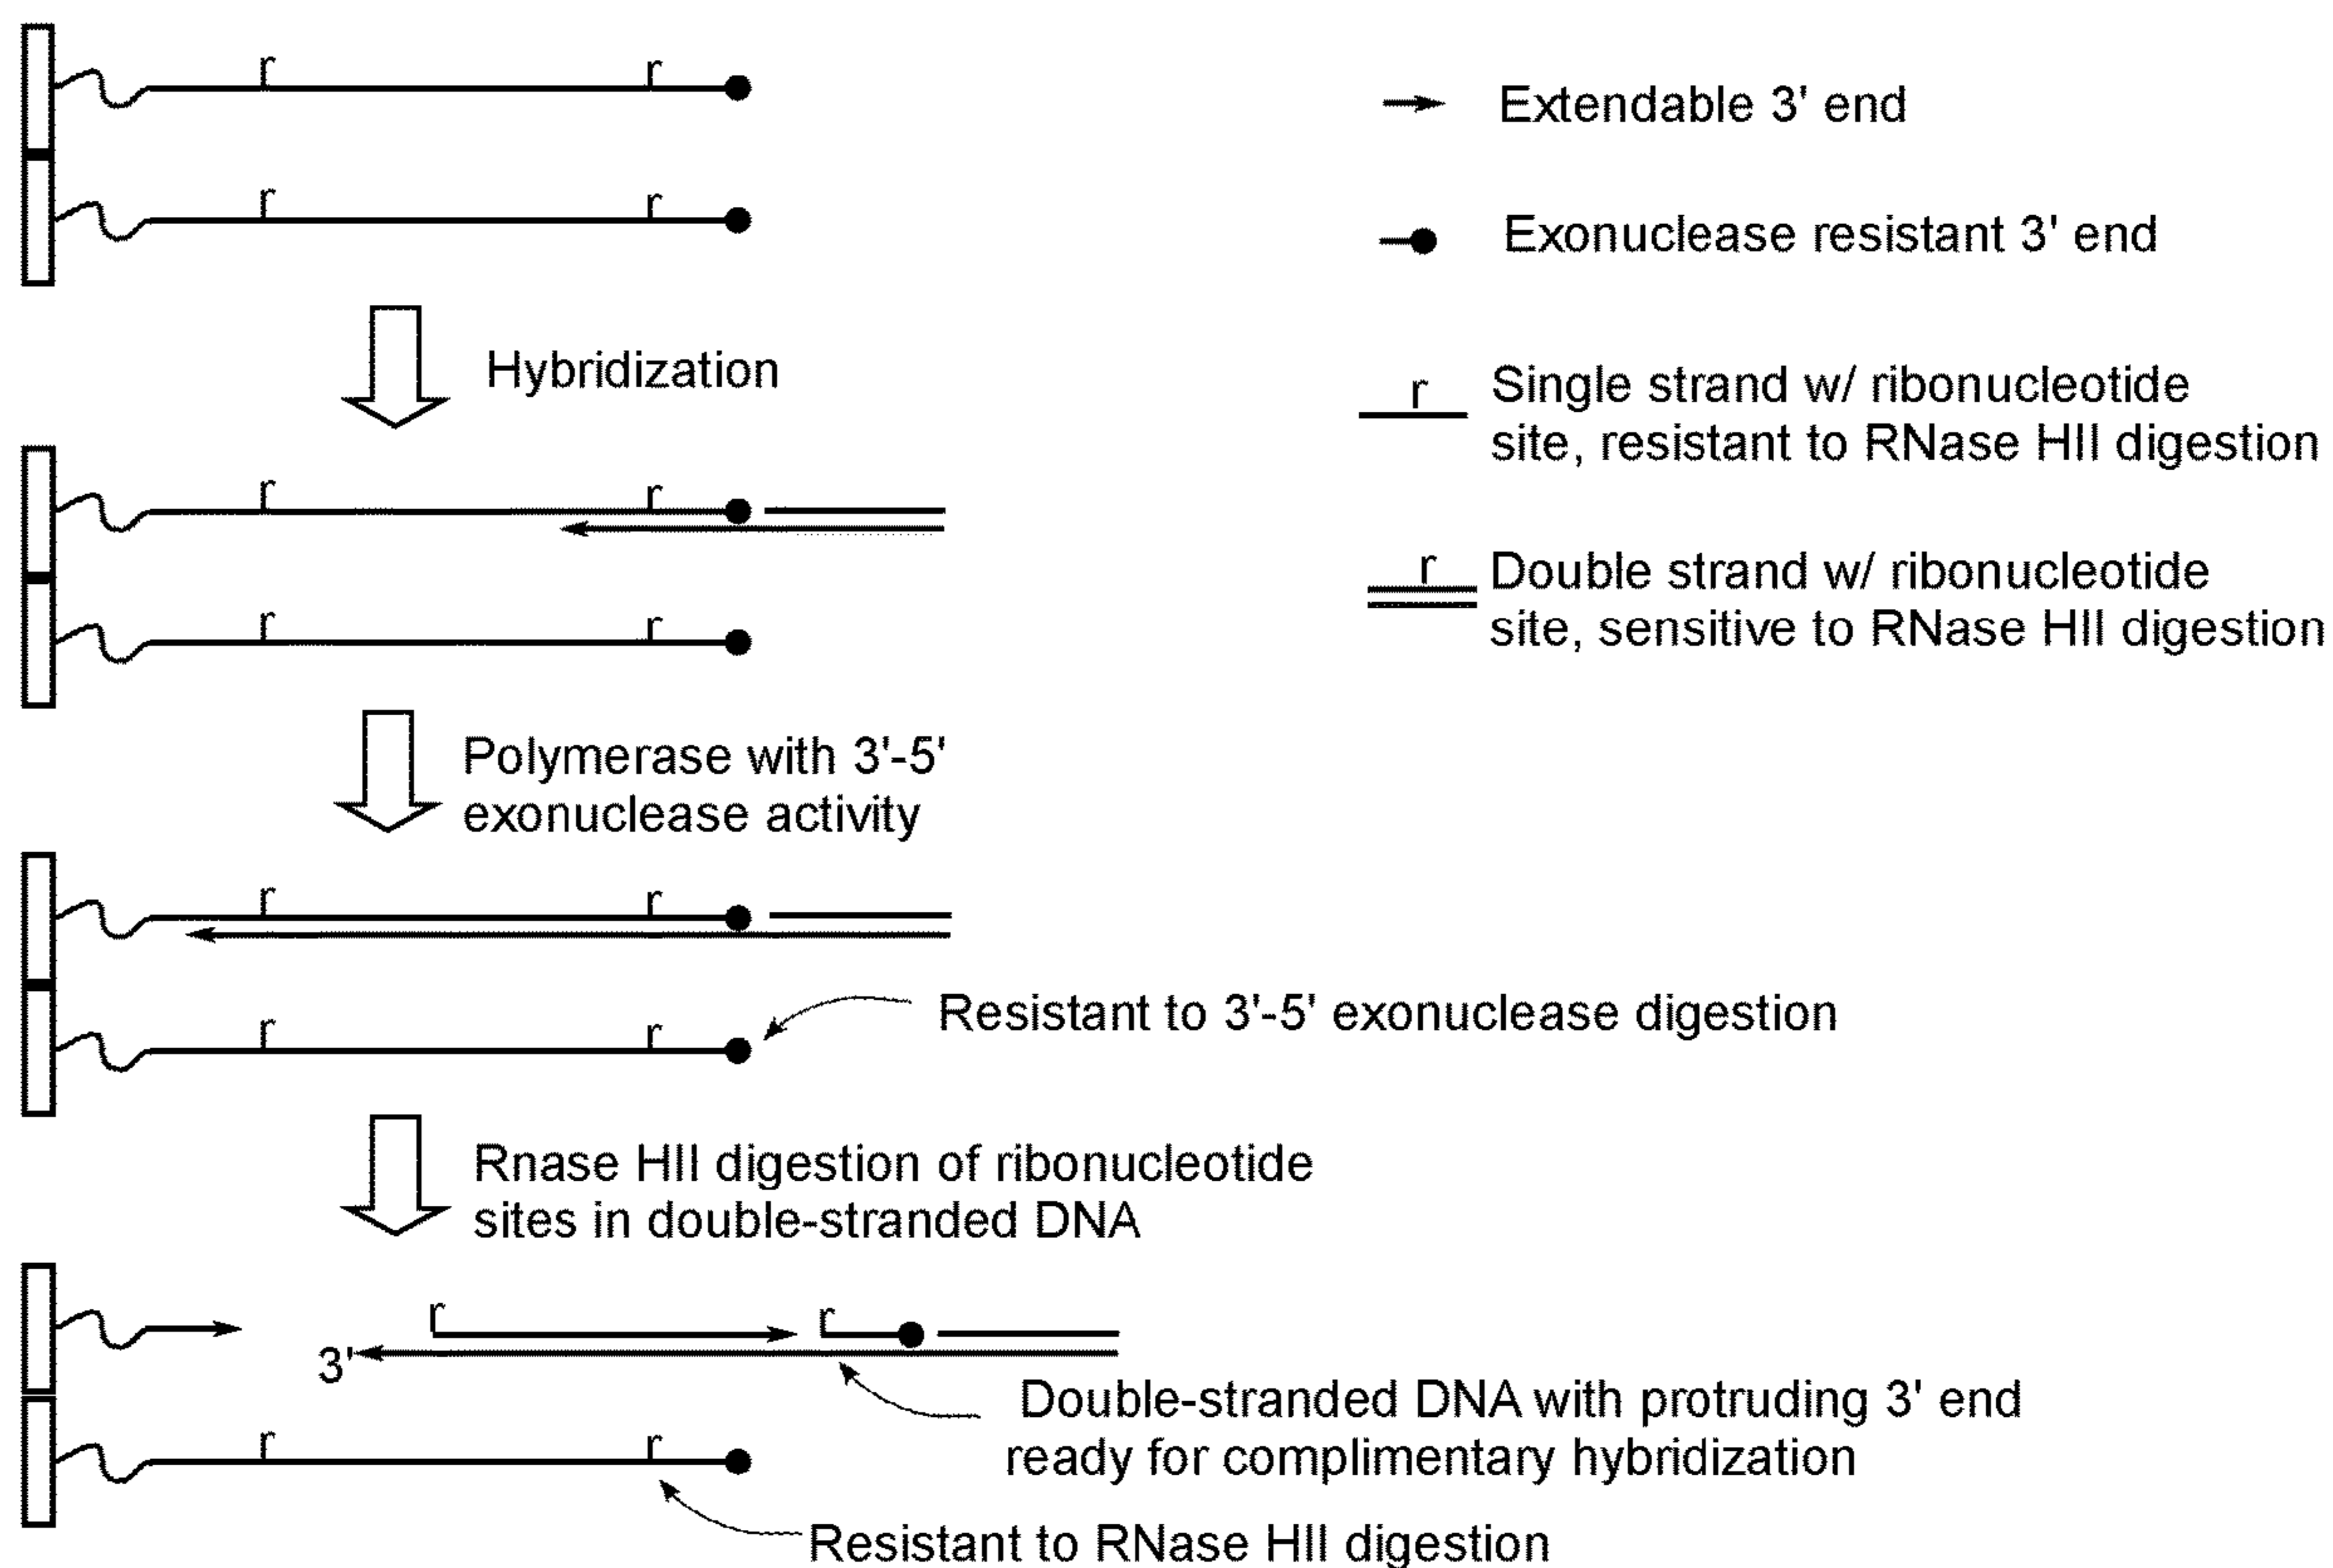 r r
r r
Extendable 3' end
Exonuclease resistant 3' end
Hybridization
r Single strand w/ ribonucleotide
site, resistant to RNase HII digestion
r r
r r
r Double strand w/ ribonucleotide
site, sensitive to RNase HII digestion
Polymerase with 3'-5'
exonuclease activity
r r
r r
Resistant to 3'-5' exonuclease digestion
Rnase HII digestion of ribonucleotide
sites in double-stranded DNA
r r
3'
Double-stranded DNA with protruding 3' end
ready for complimentary hybridization
r r
Resistant to RNase HII digestion